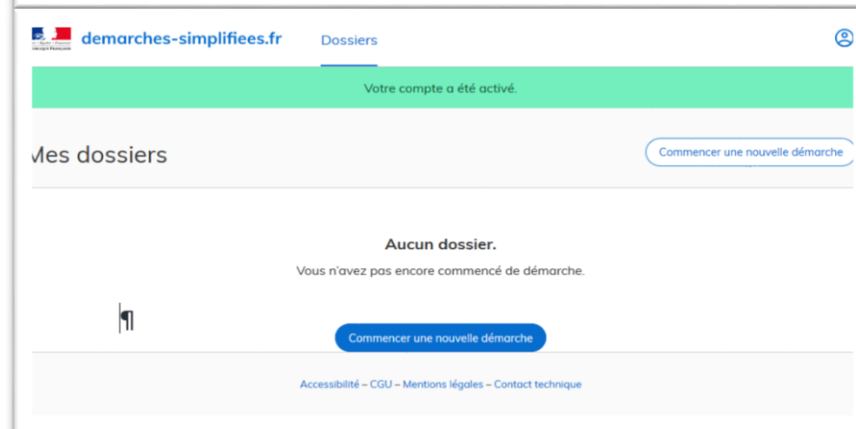 demarches-simplifiees.fr Dossiers
Votre compte a été activé.
Mes dossiers
Commencer une nouvelle démarche
Aucun dossier.
Vous n'avez pas encore commencé de démarche.
¶
Commencer une nouvelle démarche
Accessibilité – CGU – Mentions légales – Contact technique